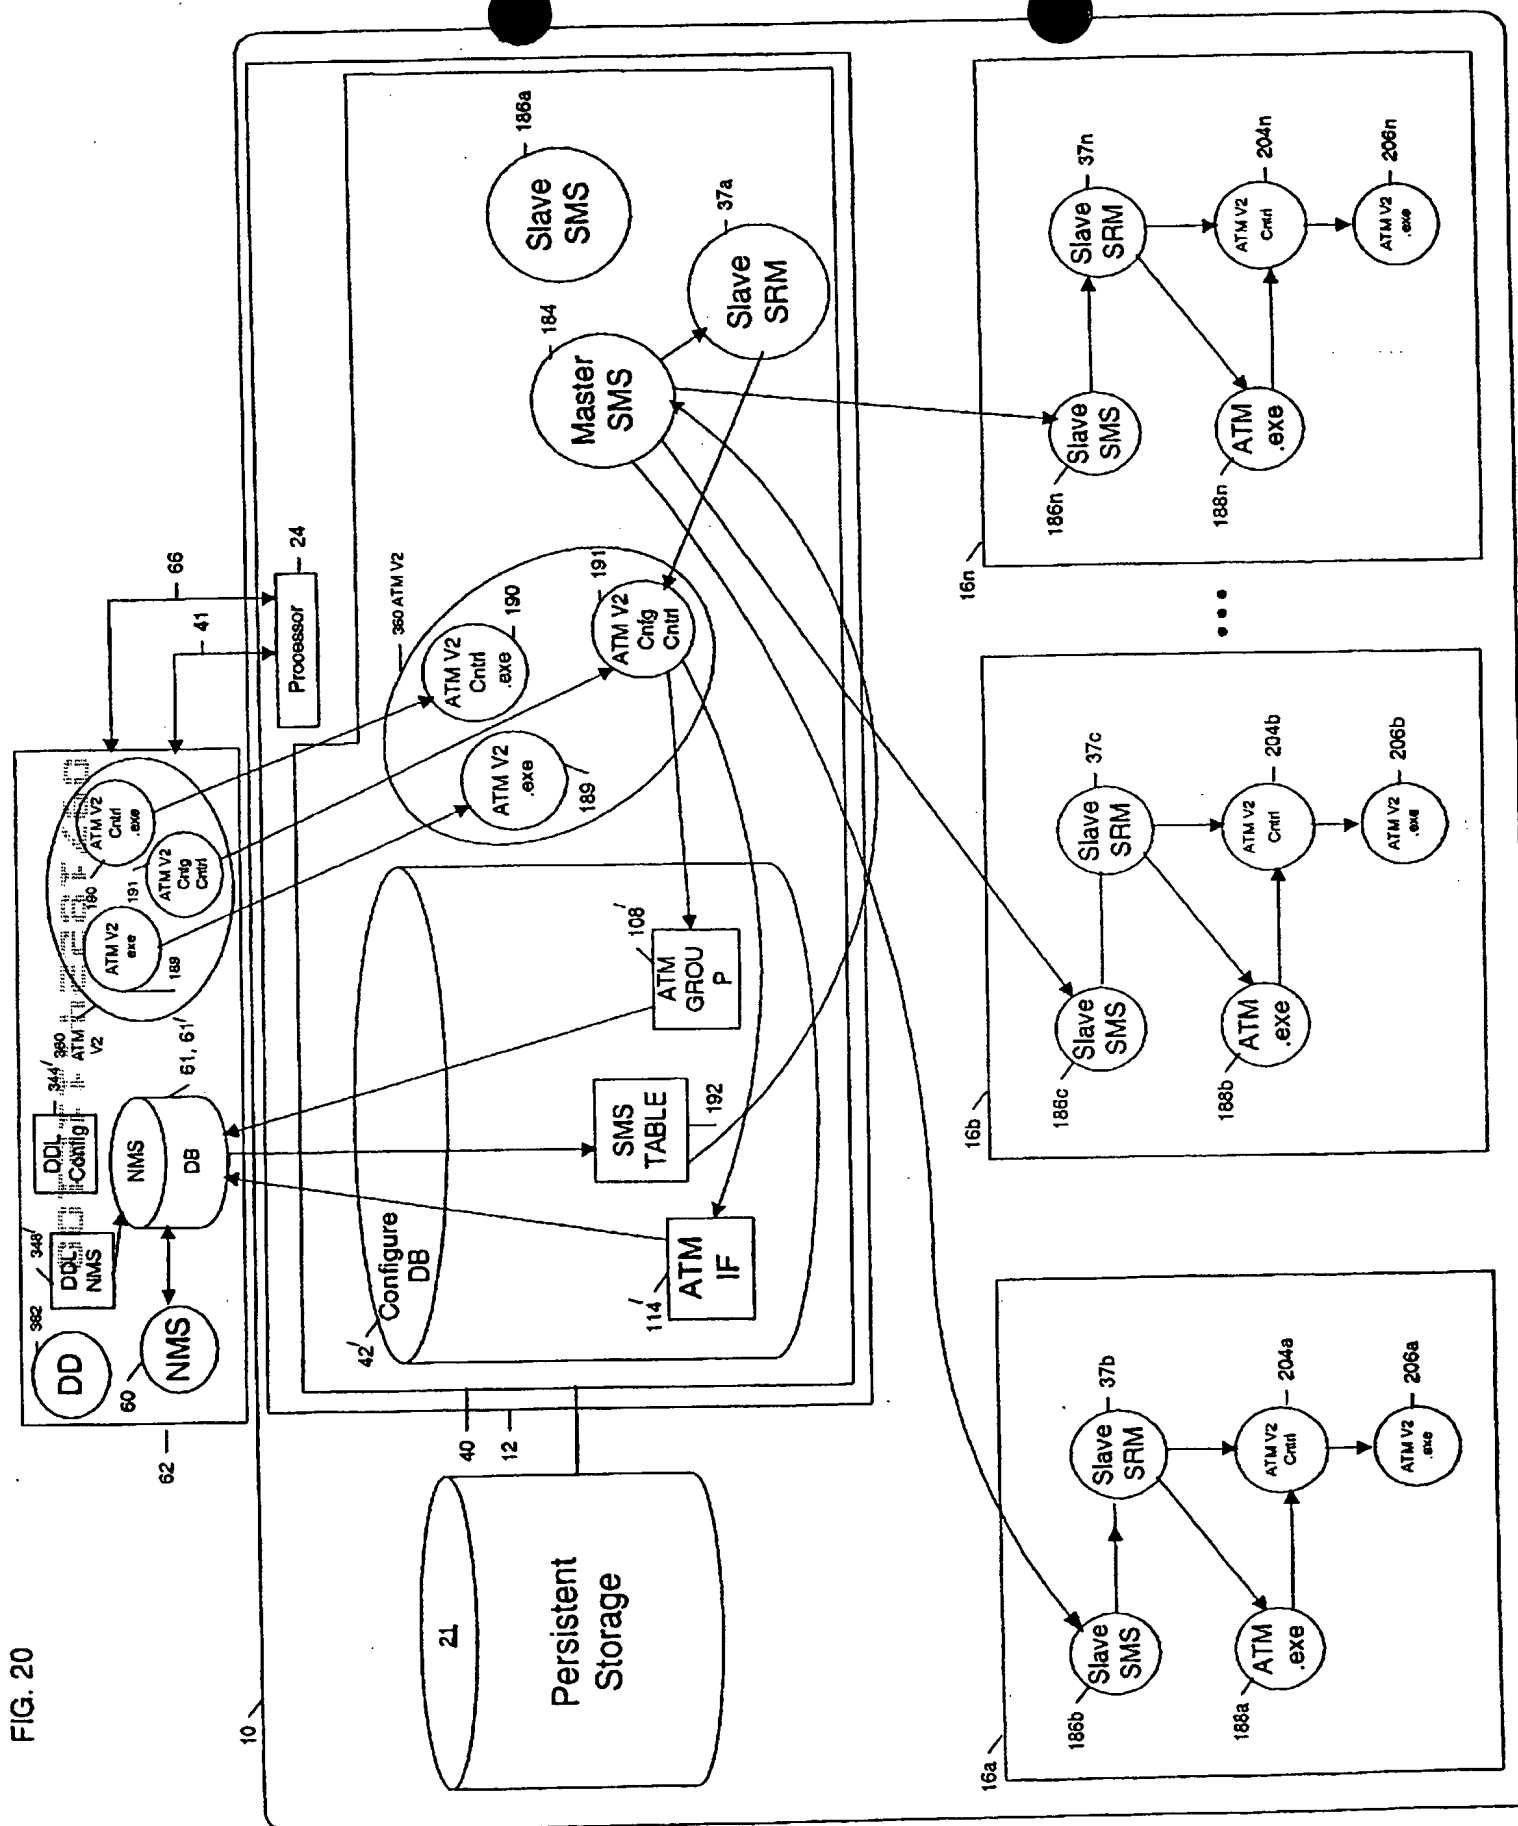 FIG. 20
DD
382
NMS
60
62
348'
DDL
NMS
344'
DDL
Config
NMS
DB
61, 61'
360
ATM
V2
189
ATM V2
exe
191
ATM V2
Cnfg
Cntrl
190
ATM V2
Cntrl
.exe
41
66
Processor
24
10
21
Persistent
Storage
40
12
42'
Configure
DB
114'
ATM
IF
SMS
TABLE
192
108'
ATM
GROU
P
360 ATM V2
ATM V2
.exe
189
ATM V2
Cntrl
.exe
190
191
ATM V2
Cnfg
Cntrl
Master
SMS
184
Slave
SMS
186a
Slave
SRM
37a
16a
Slave
SMS
186b
Slave
SRM
37b
ATM
.exe
188a
ATM V2
Cntrl
204a
ATM V2
.exe
206a
16b
Slave
SMS
186c
Slave
SRM
37c
ATM
.exe
188b
ATM V2
Cntrl
204b
ATM V2
.exe
206b
16n
Slave
SMS
186n
Slave
SRM
37n
ATM
.exe
188n
ATM V2
Cntrl
204n
ATM V2
.exe
206n